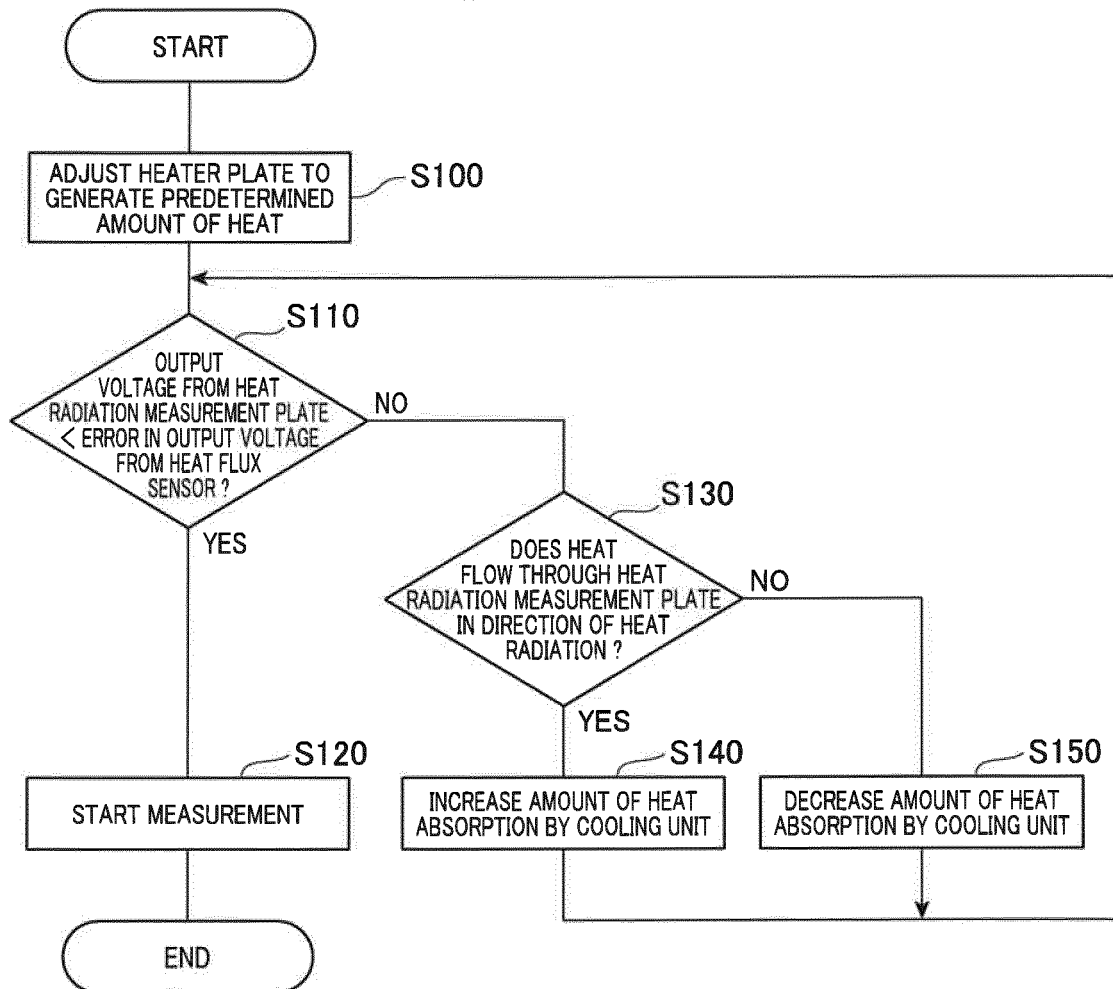 START
ADJUST HEATER PLATE TO
GENERATE PREDETERMINED
AMOUNT OF HEAT
S100
S110
OUTPUT
VOLTAGE FROM HEAT
RADIATION MEASUREMENT PLATE
< ERROR IN OUTPUT VOLTAGE
FROM HEAT FLUX
SENSOR ?
NO
YES
S130
DOES HEAT
FLOW THROUGH HEAT
RADIATION MEASUREMENT PLATE
IN DIRECTION OF HEAT
RADIATION ?
NO
YES
S120
START MEASUREMENT
S140
INCREASE AMOUNT OF HEAT
ABSORPTION BY COOLING UNIT
S150
DECREASE AMOUNT OF HEAT
ABSORPTION BY COOLING UNIT
END